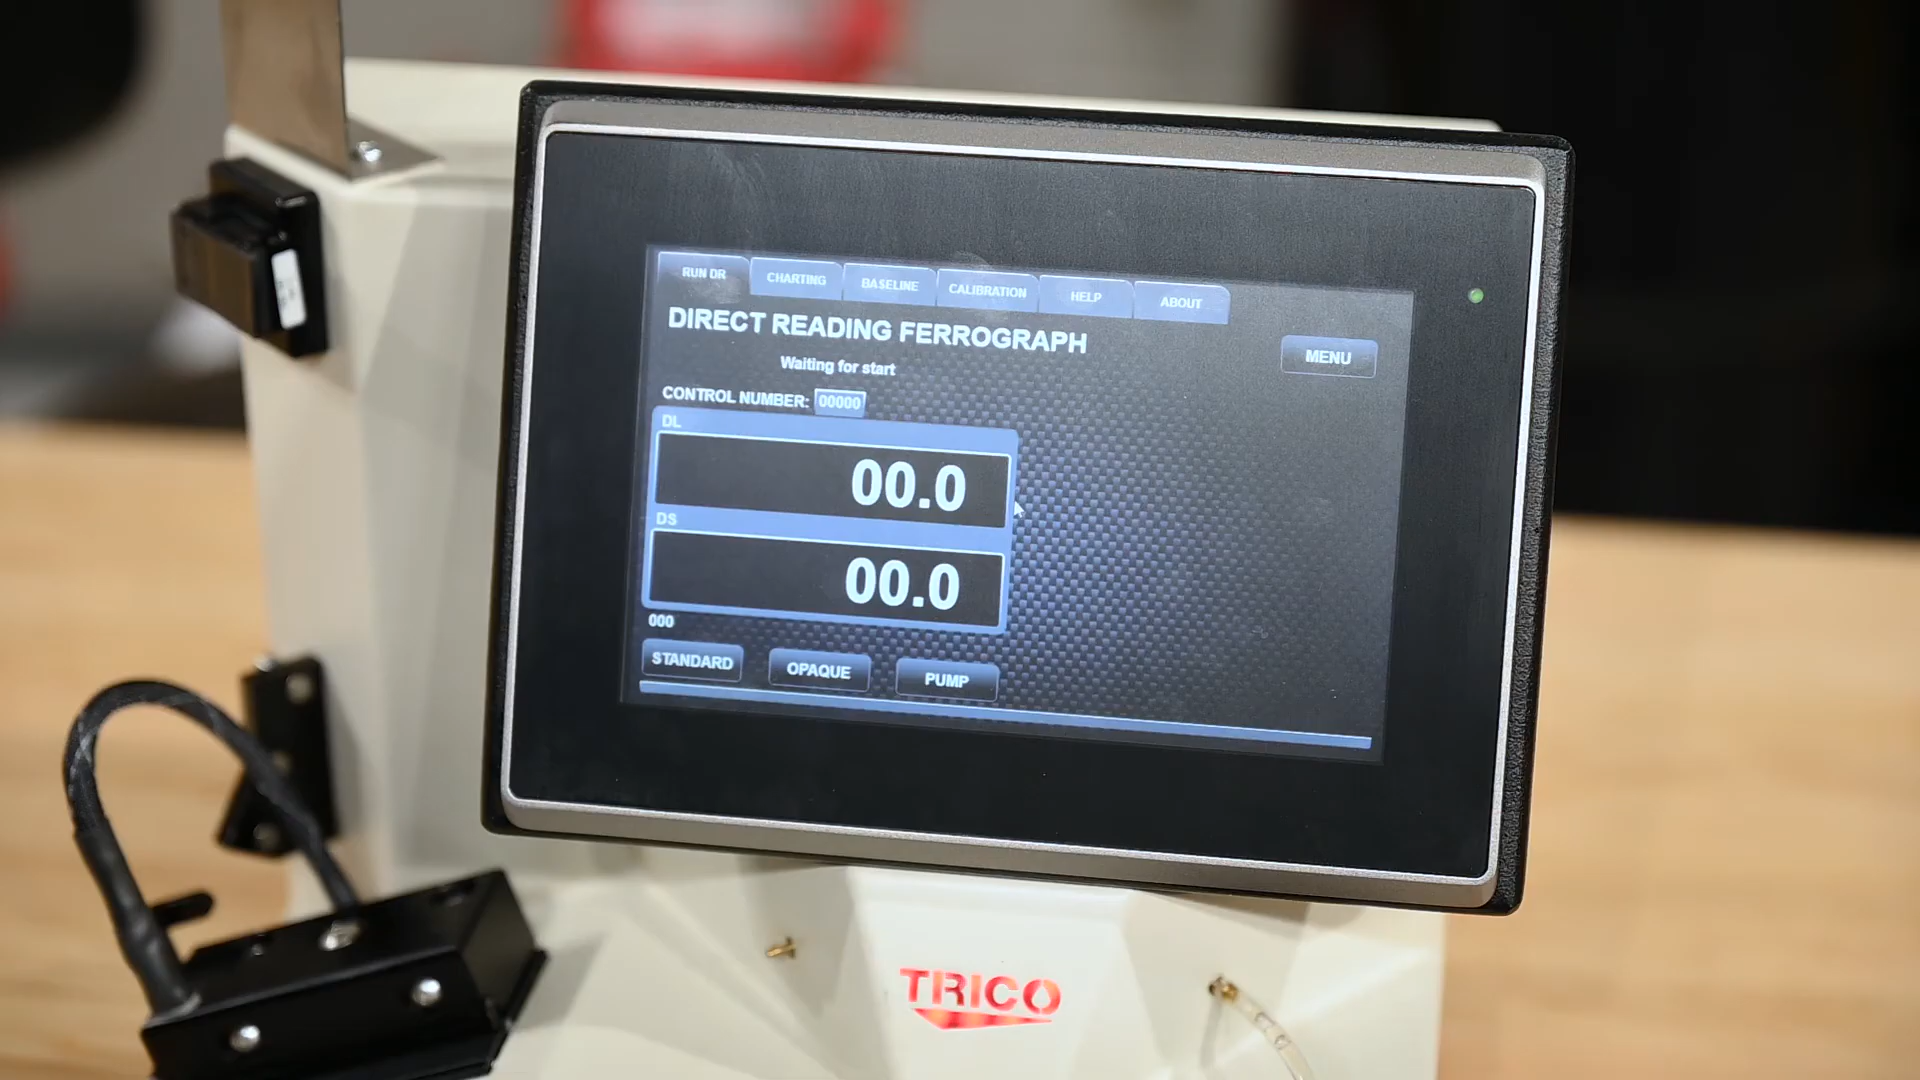 RUN DR
CHARTING
BASELINE
CALIBRATION
HELP
ABOUT
DIRECT READING FERROGRAPH
MENU
Waiting for start
CONTROL NUMBER: 00000
DL
00.0
DS
00.0
000
STANDARD
OPAQUE
PUMP
TRICO